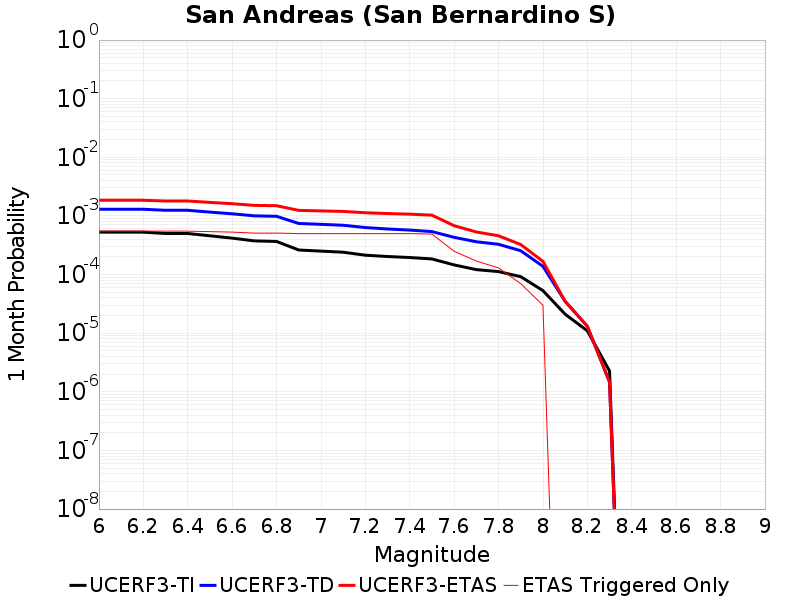 San Andreas (San Bernardino S)
1 Month Probability
10^0
10^-1
10^-2
10^-3
10^-4
10^-5
10^-6
10^-7
10^-8
6 6.2 6.4 6.6 6.8 7 7.2 7.4 7.6 7.8 8 8.2 8.4 8.6 8.8 9
Magnitude
UCERF3-TI UCERF3-TD UCERF3-ETAS ETAS Triggered Only